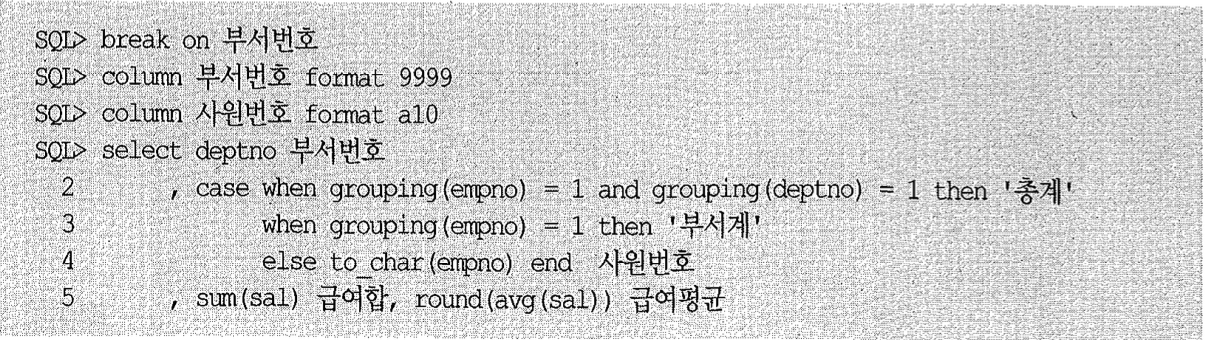 SQL> break on 부서번호
SQL> column 부서번호 format 9999
SQL> column 사원번호 format a10
SQL> select deptno 부서번호
2 , case when grouping(empno) = 1 and grouping(deptno) = 1 then '총계'
3 when grouping(empno) = 1 then '부서계'
4 else to_char(empno) end 사원번호
5 , sum(sal) 급여합, round(avg(sal)) 급여평균